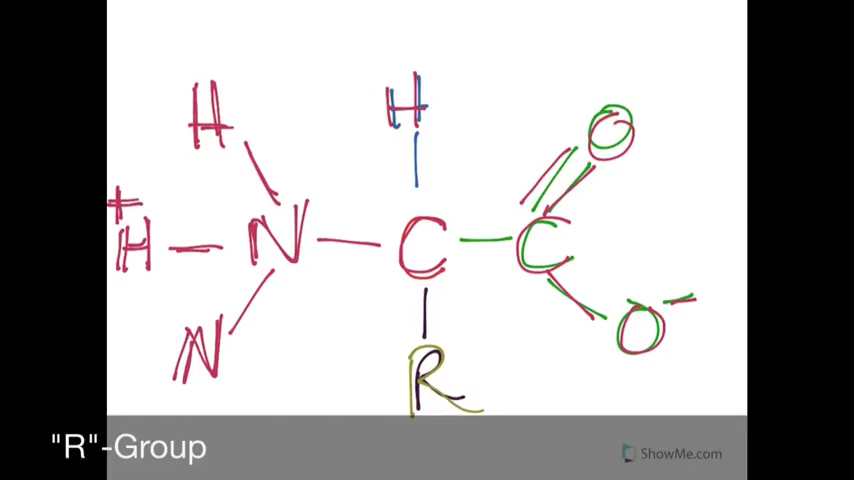 H H O
+
H N C C
N O -
R
"R"-Group
ShowMe.com